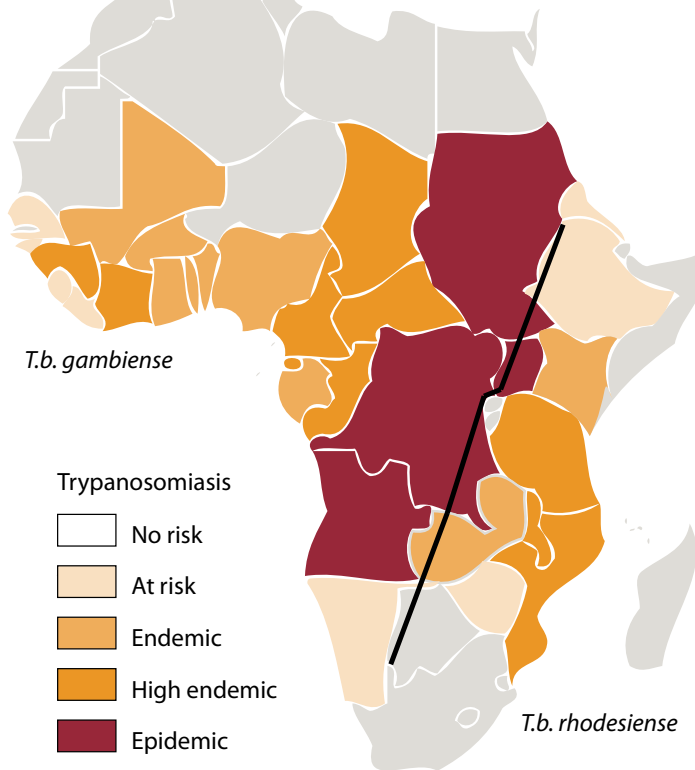 T.b. gambiense
Trypanosomiasis
No risk
At risk
Endemic
High endemic
Epidemic
T.b. rhodesiense